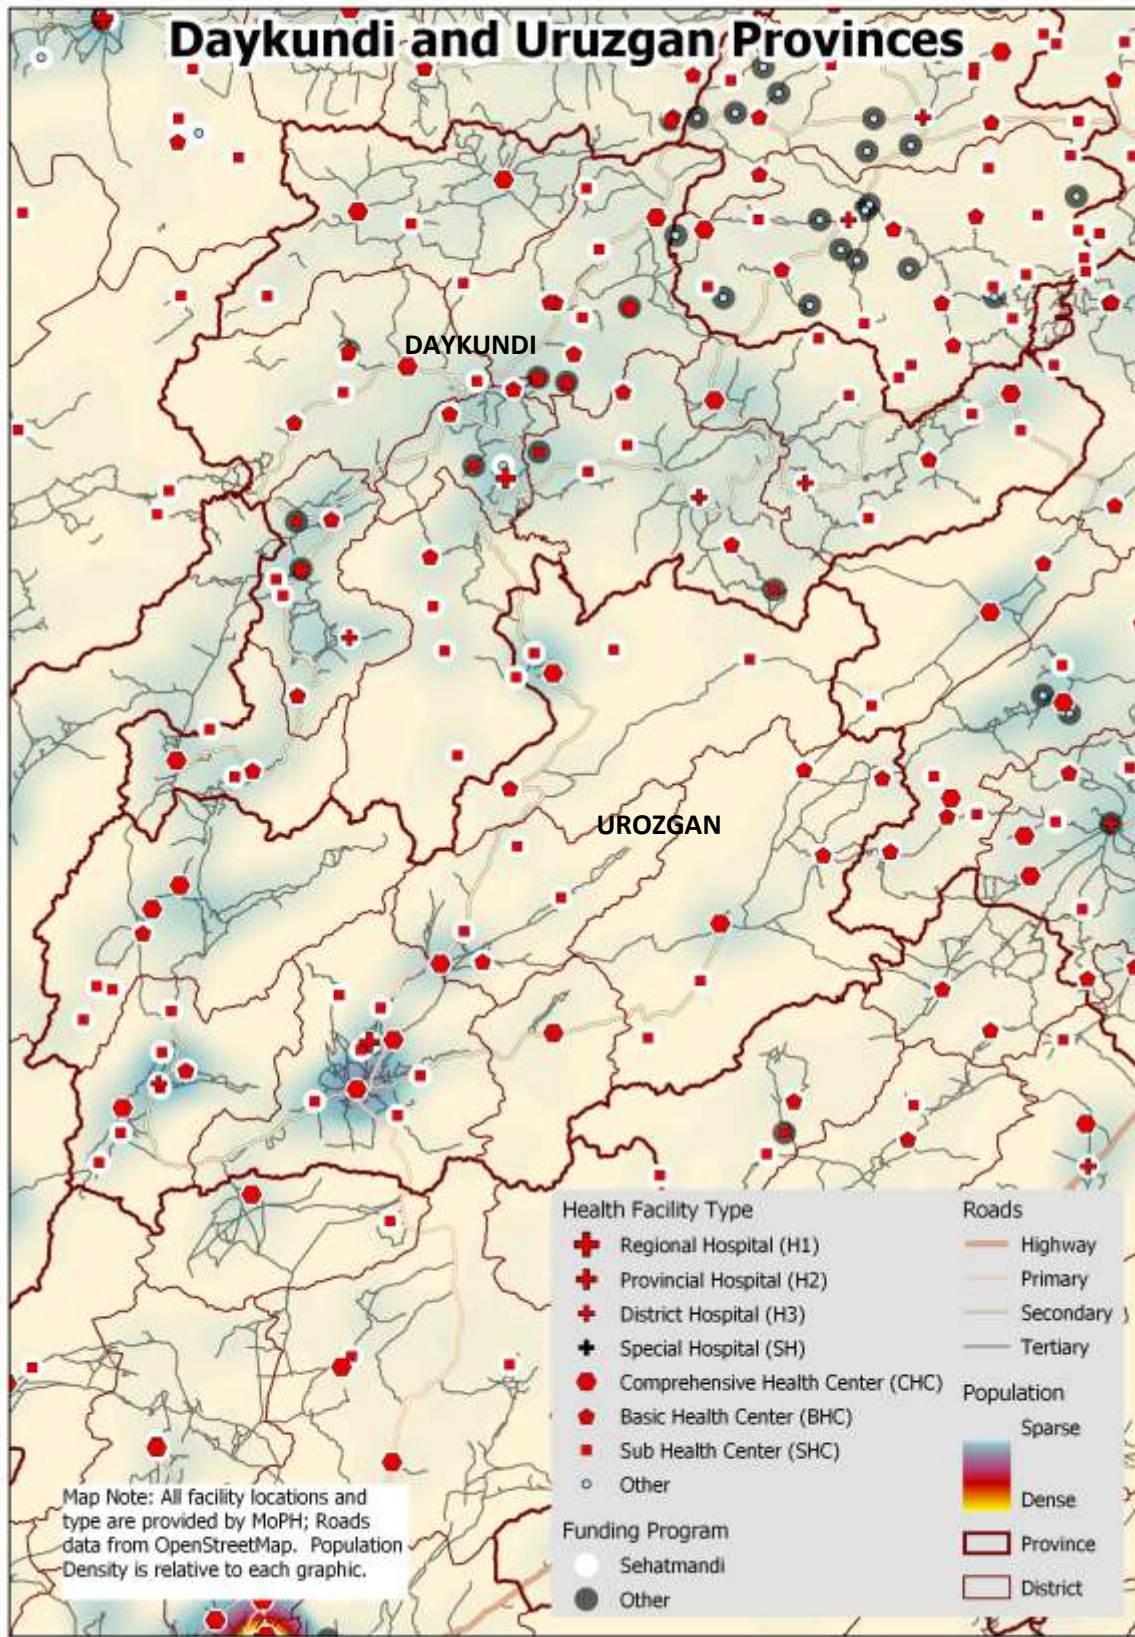 Daykundi and Uruzgan Provinces
DAYKUNDI
UROZGAN
Health Facility Type
Regional Hospital (H1)
Provincial Hospital (H2)
District Hospital (H3)
Special Hospital (SH)
Comprehensive Health Center (CHC)
Basic Health Center (BHC)
Sub Health Center (SHC)
Other
Funding Program
Sehatmandi
Other
Roads
Highway
Primary
Secondary
Tertiary
Population
Sparse
Dense
Province
District
Map Note: All facility locations and
type are provided by MoPH; Roads
data from OpenStreetMap. Population
Density is relative to each graphic.